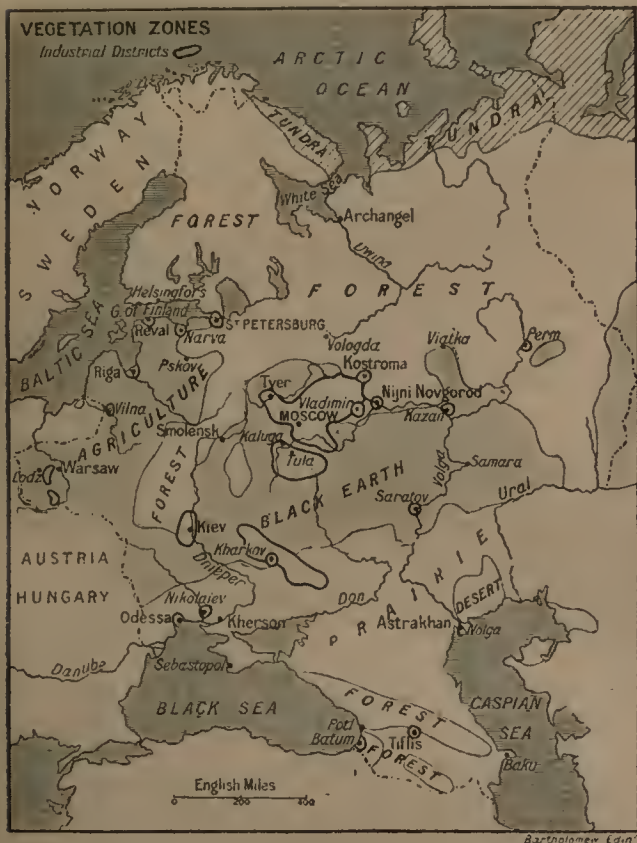 VEGETATION ZONES
Industrial Districts
ARCTIC
OCEAN
TUNDRA
TUNDRA
NORWAY
SWEDEN
White Sea
Archangel
Dwina
FOREST
FOREST
Helsingfors
G. of Finland
ST PETERSBURG
Reval
Narva
BALTIC SEA
Vologda
Viatka
Perm
Kostroma
Pskov
Riga
Tver
Nijni Novgorod
Vladimir
MOSCOW
Kazan
Vilna
AGRICULTURE
Smolensk
Kaluga
Tula
Samara
Volga
Warsaw
Lodz
FOREST
BLACK EARTH
Saratov
Ural
Kiev
Kharkov
AUSTRIA
HUNGARY
Dnieper
Don
PRAIRIE
DESERT
Nikolaiev
Odessa
Kherson
Astrakhan
Volga
Danube
Sebastopol
BLACK SEA
FOREST
CASPIAN
SEA
Poti
Batum
Tiflis
FOREST
Baku
English Miles
0 200 400
Bartholomew, Edinr